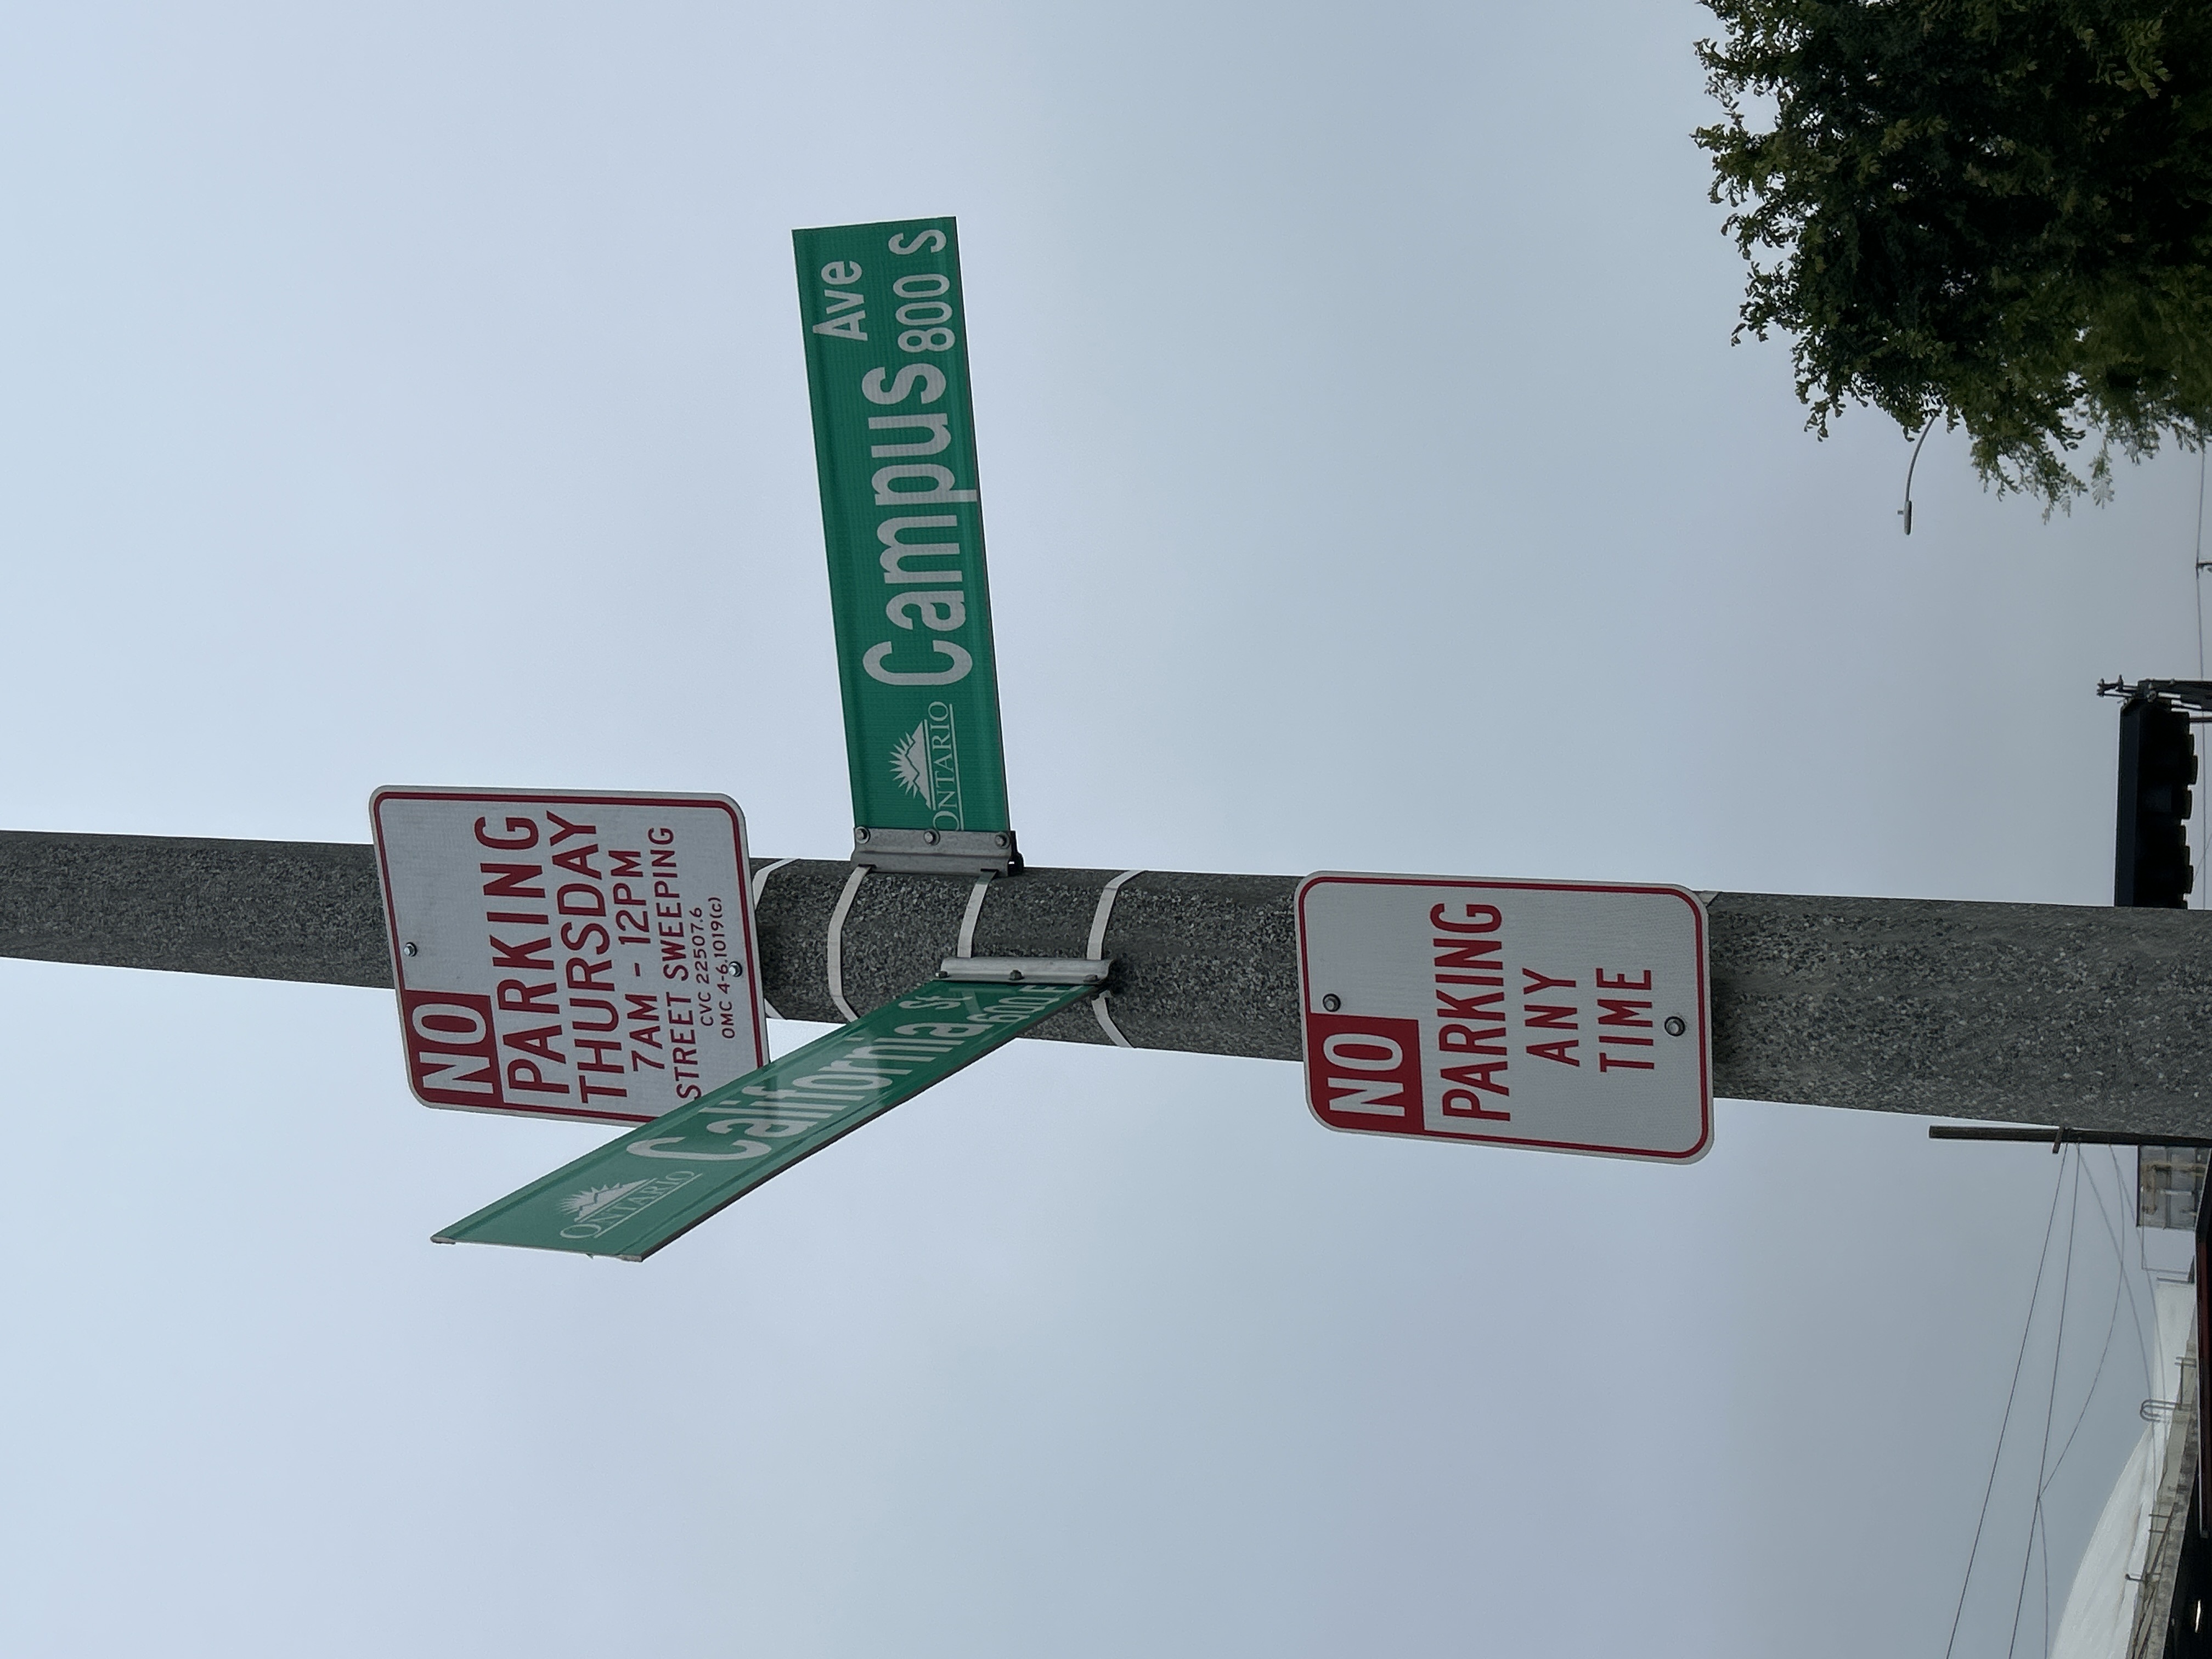 NO
PARKING
THURSDAY
7AM - 12PM
STREET SWEEPING
CVC 22507.6
OMC 4-6.1019(c)
ONTARIO
California St
600 E
ONTARIO
Campus Ave
800 S
NO
PARKING
ANY
TIME